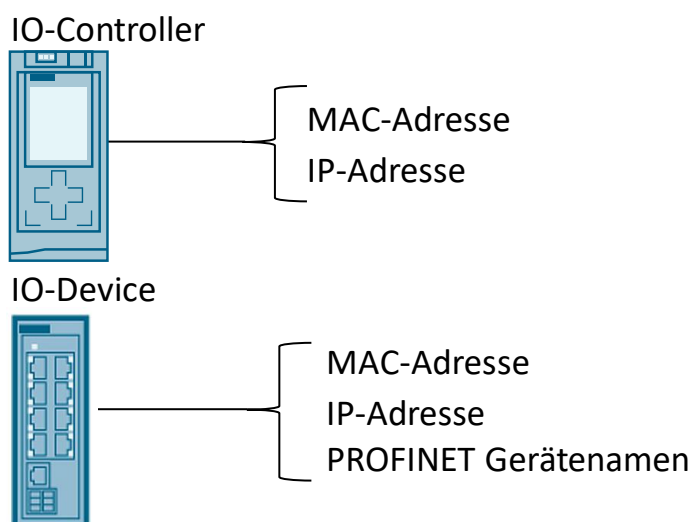 IO-Controller
MAC-Adresse
IP-Adresse
IO-Device
MAC-Adresse
IP-Adresse
PROFINET Gerätenamen